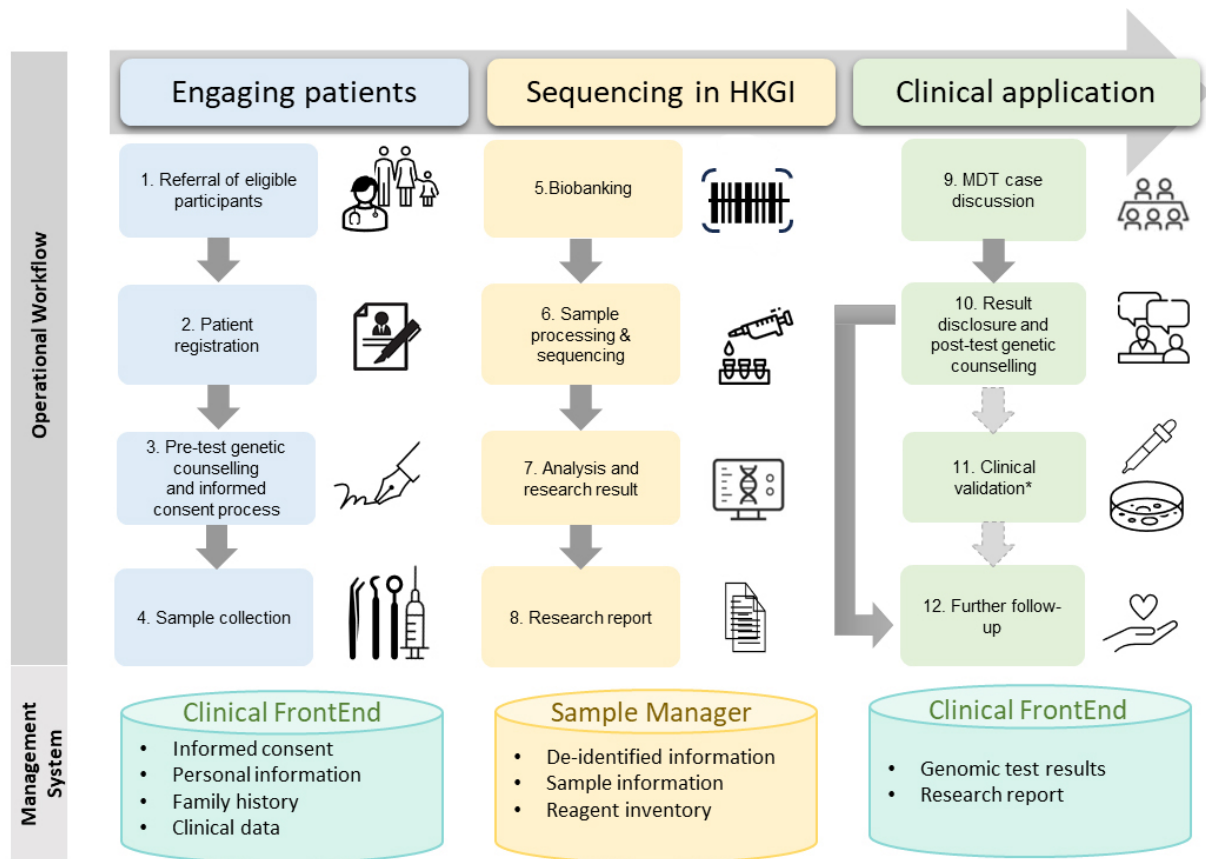 Engaging patients
Sequencing in HKGI
Clinical application
Operational Workflow
1. Referral of eligible
participants
2. Patient
registration
3. Pre-test genetic
counselling
and informed
consent process
4. Sample collection
5.Biobanking
6. Sample
processing &
sequencing
7. Analysis and
research result
8. Research report
9. MDT case
discussion
10. Result
disclosure and
post-test genetic
counselling
11. Clinical
validation*
12. Further follow-
up
Management
System
Clinical FrontEnd
• Informed consent
• Personal information
• Family history
• Clinical data
Sample Manager
• De-identified information
• Sample information
• Reagent inventory
Clinical FrontEnd
• Genomic test results
• Research report